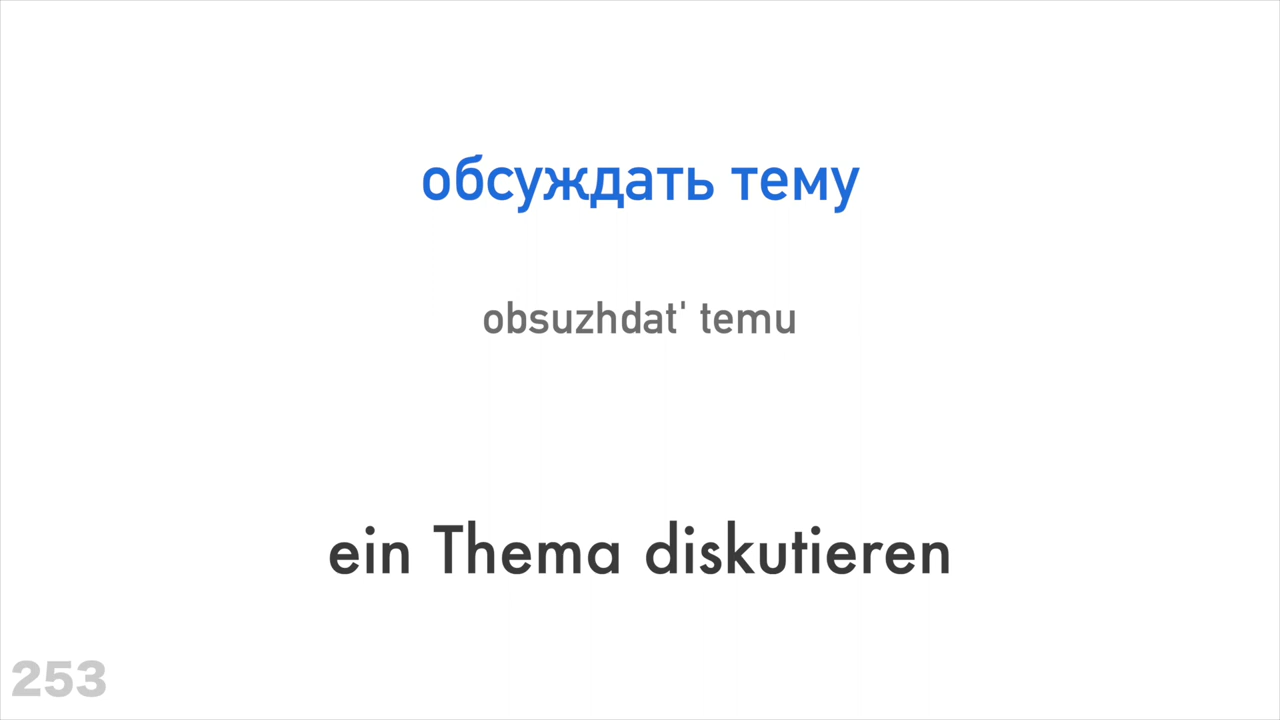 обсуждать тему
obsuzhdat' temu
ein Thema diskutieren
253